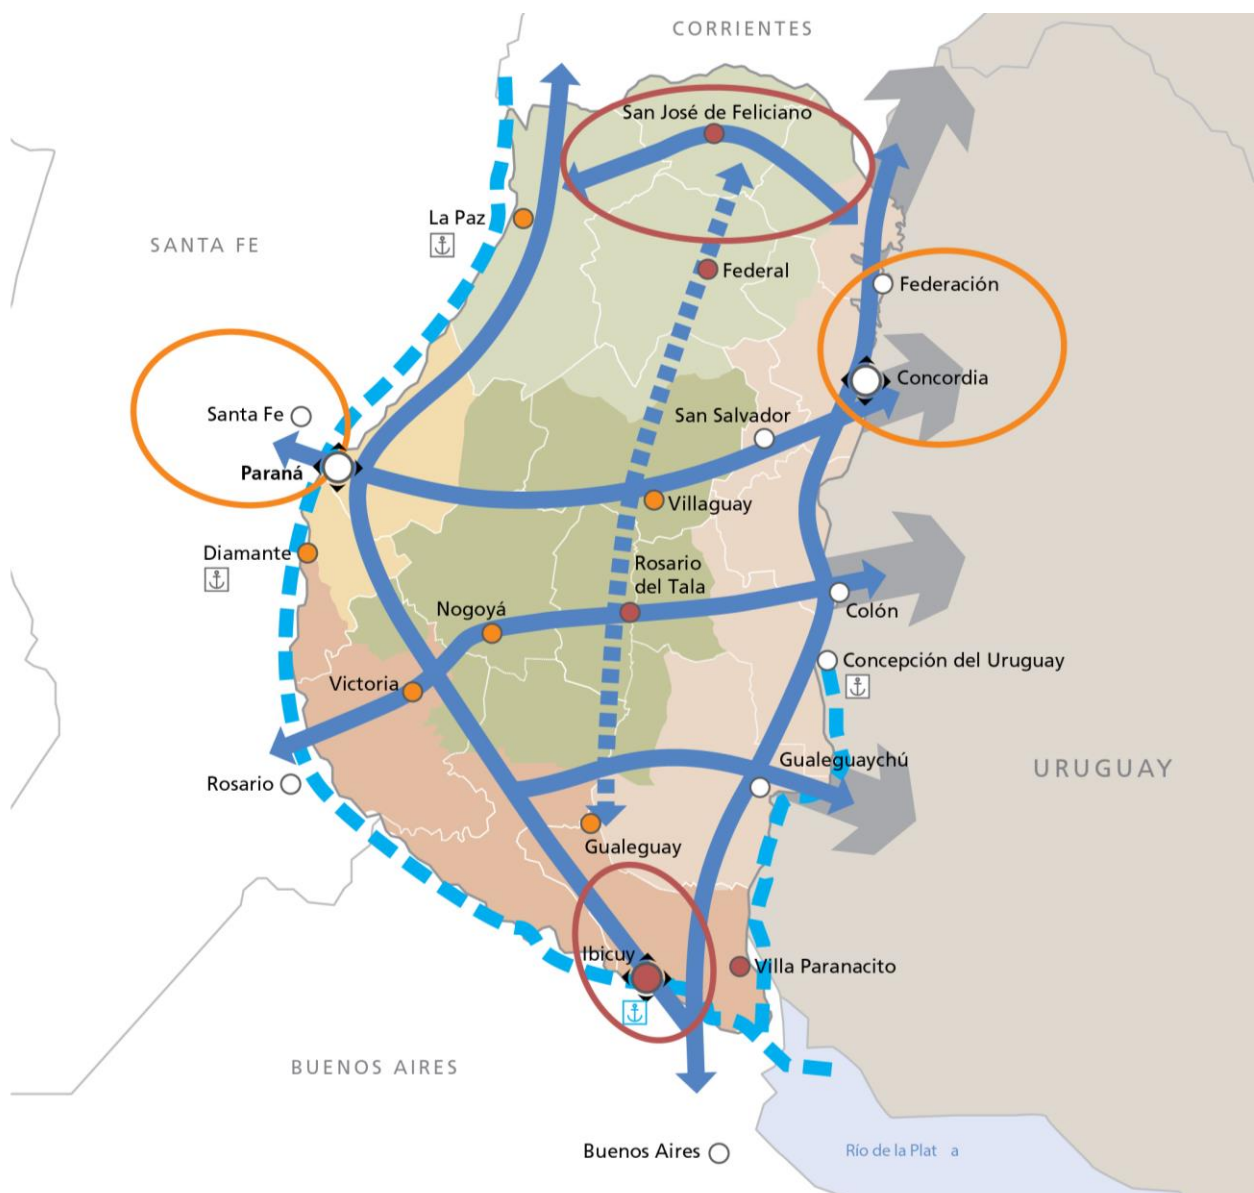 CORRIENTES
San José de Feliciano
La Paz
SANTA FE
Federal
Federación
Concordia
Santa Fe
San Salvador
Paraná
Villaguay
Diamante
Rosario
del Tala
Nogoyá
Colón
Concepción del Uruguay
Victoria
Gualeguaychú
URUGUAY
Rosario
Gualeguay
Ibicuy
Villa Paranacito
BUENOS AIRES
Buenos Aires
Río de la Plat a